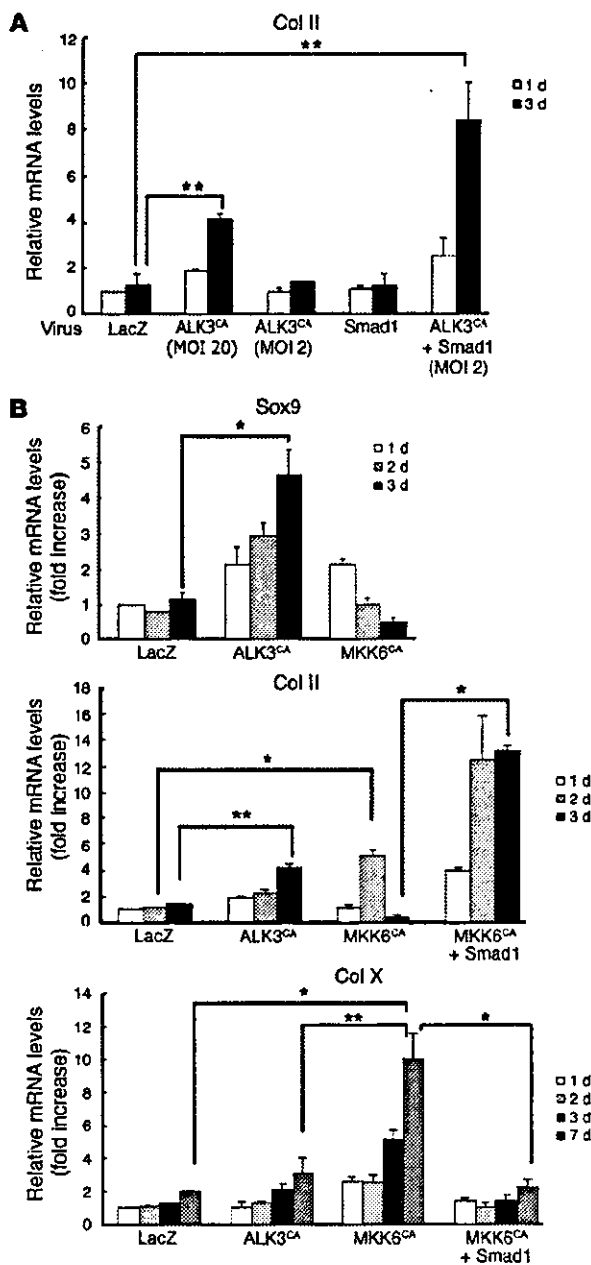 A
Col II
12
10
8
6
4
2
0
Relative mRNA levels
**
**
1 d
3 d
Virus LacZ ALK3CA (MOI 20) ALK3CA (MOI 2) Smad1 ALK3CA + Smad1 (MOI 2)
B
Sox9
6
5
4
3
2
1
0
Relative mRNA levels
(fold increase)
*
1 d
2 d
3 d
LacZ ALK3CA MKK6CA
Col II
18
16
14
12
10
8
6
4
2
0
Relative mRNA levels
(fold increase)
*
*
**
1 d
2 d
3 d
LacZ ALK3CA MKK6CA MKK6CA + Smad1
Col X
14
12
10
8
6
4
2
0
Relative mRNA levels
(fold increase)
*
**
*
1 d
2 d
3 d
7 d
LacZ ALK3CA MKK6CA MKK6CA + Smad1